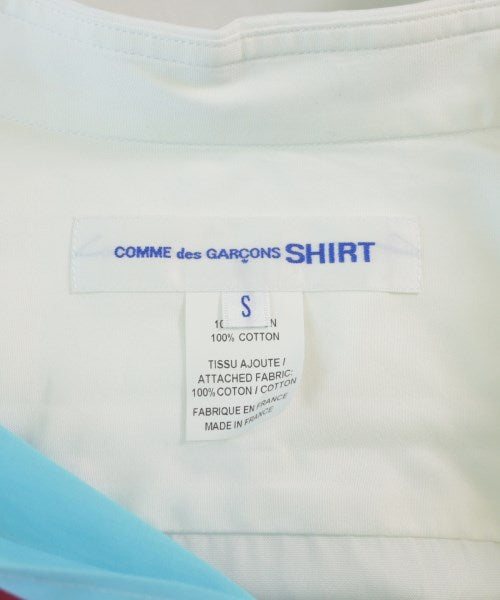 COMME des GARÇONS SHIRT
S
100% COTTON
TISSU AJOUTE /
ATTACHED FABRIC:
100% COTON / COTTON
FABRIQUE EN FRANCE
MADE IN FRANCE